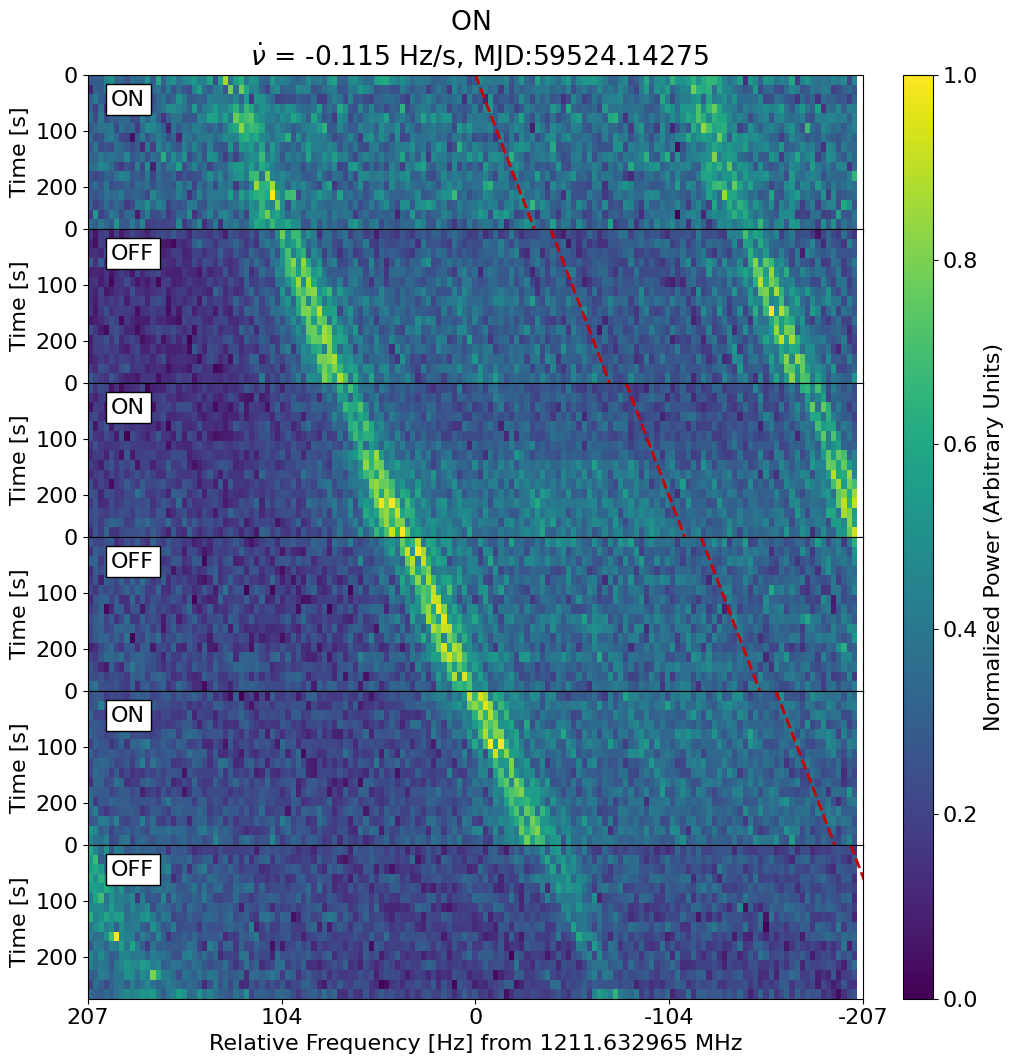 ON
ν̇ = -0.115 Hz/s, MJD:59524.14275
0
100
200
Time [s]
ON
0
100
200
Time [s]
OFF
0
100
200
Time [s]
ON
0
100
200
Time [s]
OFF
0
100
200
Time [s]
ON
0
100
200
Time [s]
OFF
207 104 0 -104 -207
Relative Frequency [Hz] from 1211.632965 MHz
1.0
0.8
0.6
0.4
0.2
0.0
Normalized Power (Arbitrary Units)